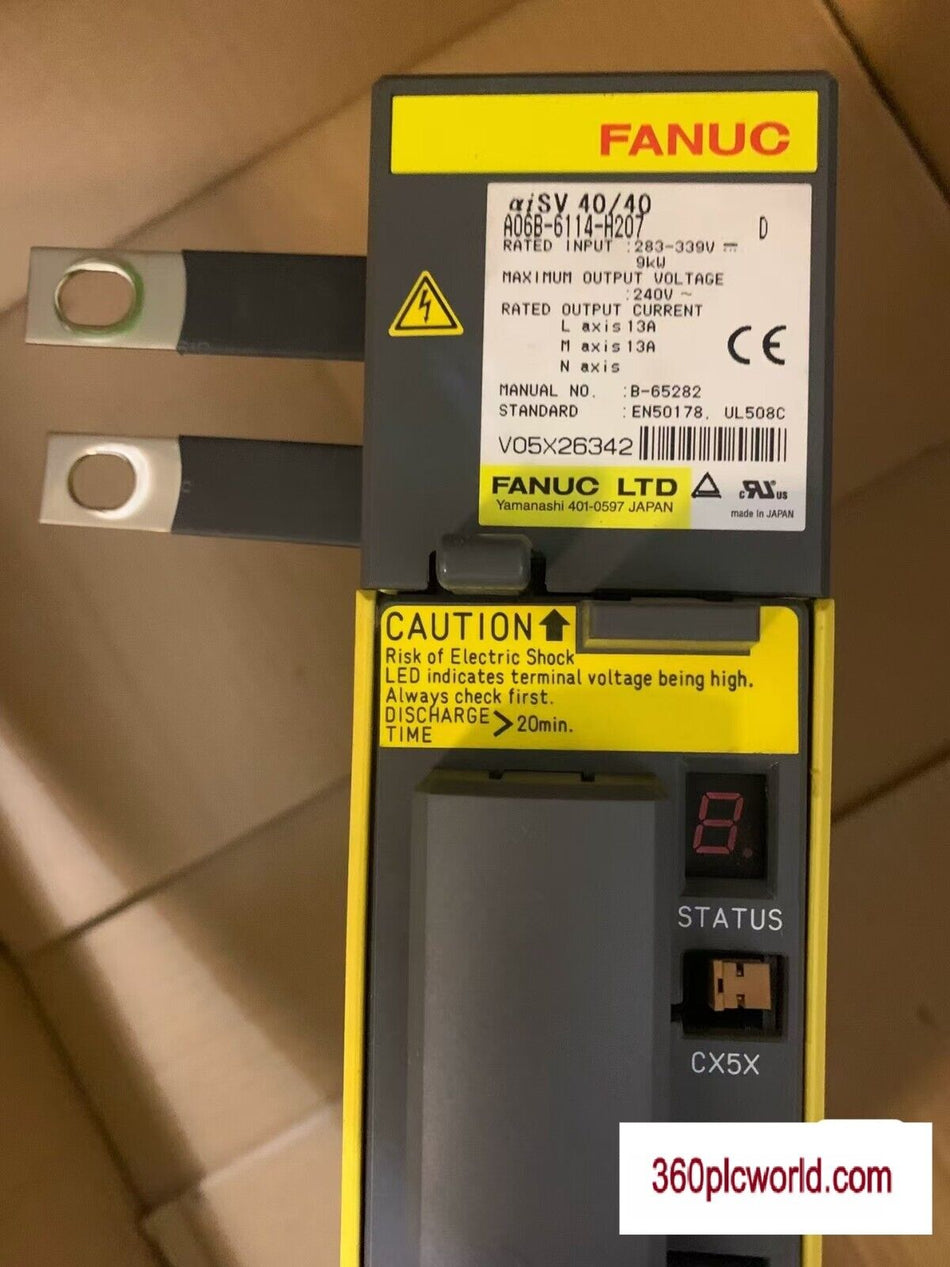 FANUC
αiSV 40/40
A06B-6114-H207 D
RATED INPUT :283-339V ⎓
9kW
MAXIMUM OUTPUT VOLTAGE
:240V ~
RATED OUTPUT CURRENT
L axis 13A
M axis 13A
N axis
CE
MANUAL NO. :B-65282
STANDARD :EN50178, UL508C
V05X26342
FANUC LTD
Yamanashi 401-0597 JAPAN
c RU us
made in JAPAN
CAUTION
Risk of Electric Shock
LED indicates terminal voltage being high.
Always check first.
DISCHARGE TIME > 20min.
8.
STATUS
CX5X
360plcworld.com